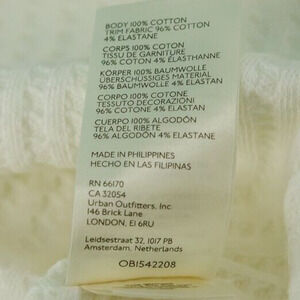 BODY 100% COTTON
TRIM FABRIC 96% COTTON
4% ELASTANE
CORPS 100% COTON
TISSU DE GARNITURE
96% COTON 4% ELASTHANNE
KÖRPER 100% BAUMWOLLE
ÜBERSCHÜSSIGES MATERIAL
96% BAUMWOLLE 4% ELASTAN
CORPO 100% COTONE
TESSUTO DECORAZIONI
96% COTONE 4% ELASTAN
CUERPO 100% ALGODÓN
TELA DEL RIBETE
96% ALGODÓN 4% ELASTANE
MADE IN PHILIPPINES
HECHO EN LAS FILIPINAS
RN 66170
CA 32054
Urban Outfitters, Inc
146 Brick Lane
LONDON, E1 6RU
Leidsestraat 32, 1017 PB
Amsterdam, Netherlands
OB1542208